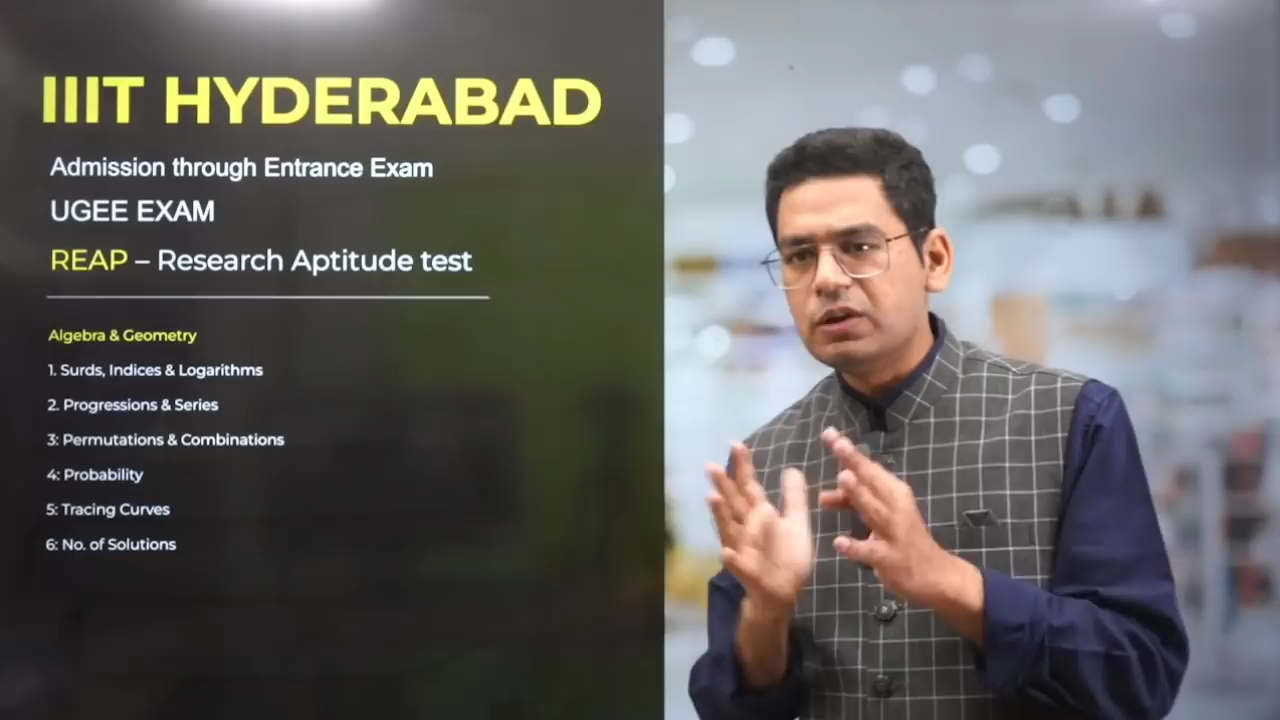 IIIT HYDERABAD
Admission through Entrance Exam
UGEE EXAM
REAP – Research Aptitude test
Algebra & Geometry
1. Surds, Indices & Logarithms
2. Progressions & Series
3: Permutations & Combinations
4: Probability
5: Tracing Curves
6: No. of Solutions